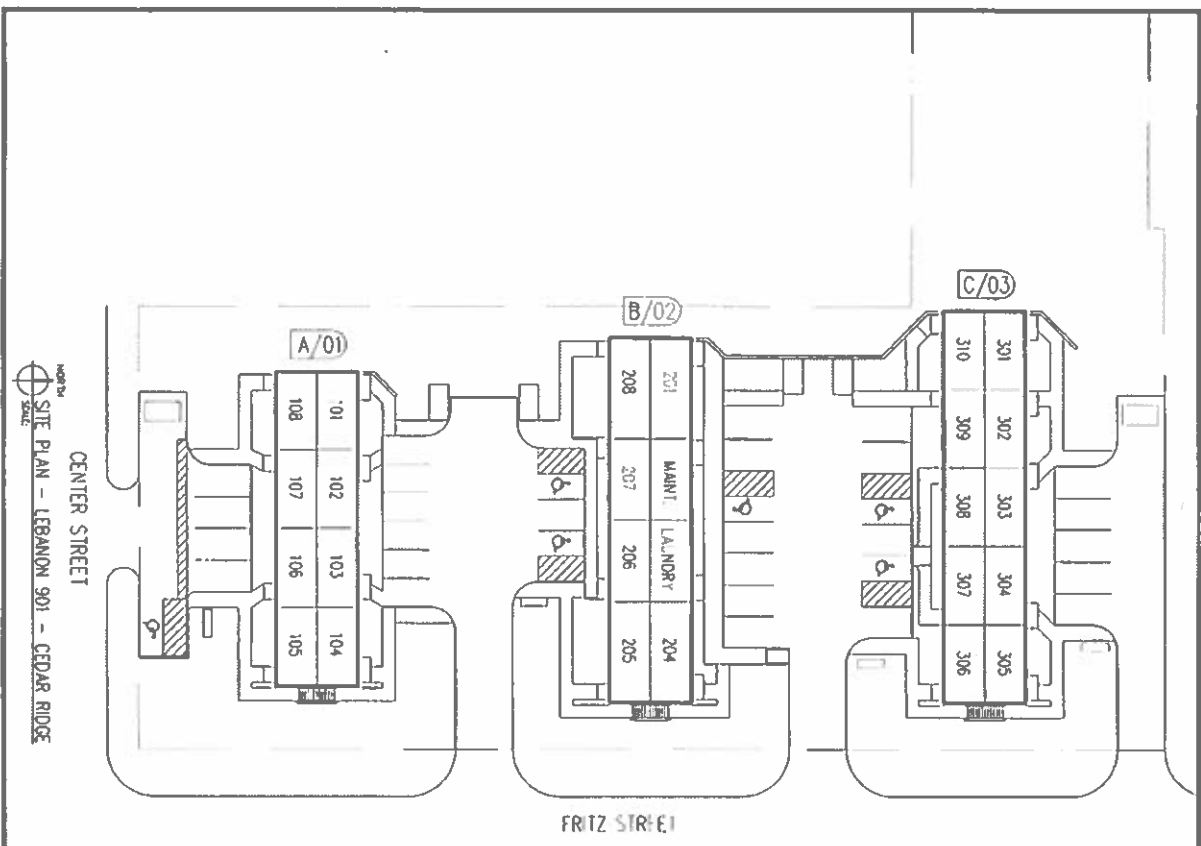 A/01
108
101
107
102
106
103
105
104
B/02
208
201
207
MAINT
206
LAUNDRY
205
204
C/03
310
301
309
302
308
303
307
304
306
305
CENTER STREET
FRITZ STREET
NORTH
SCALE:
SITE PLAN - LEBANON 901 - CEDAR RIDGE